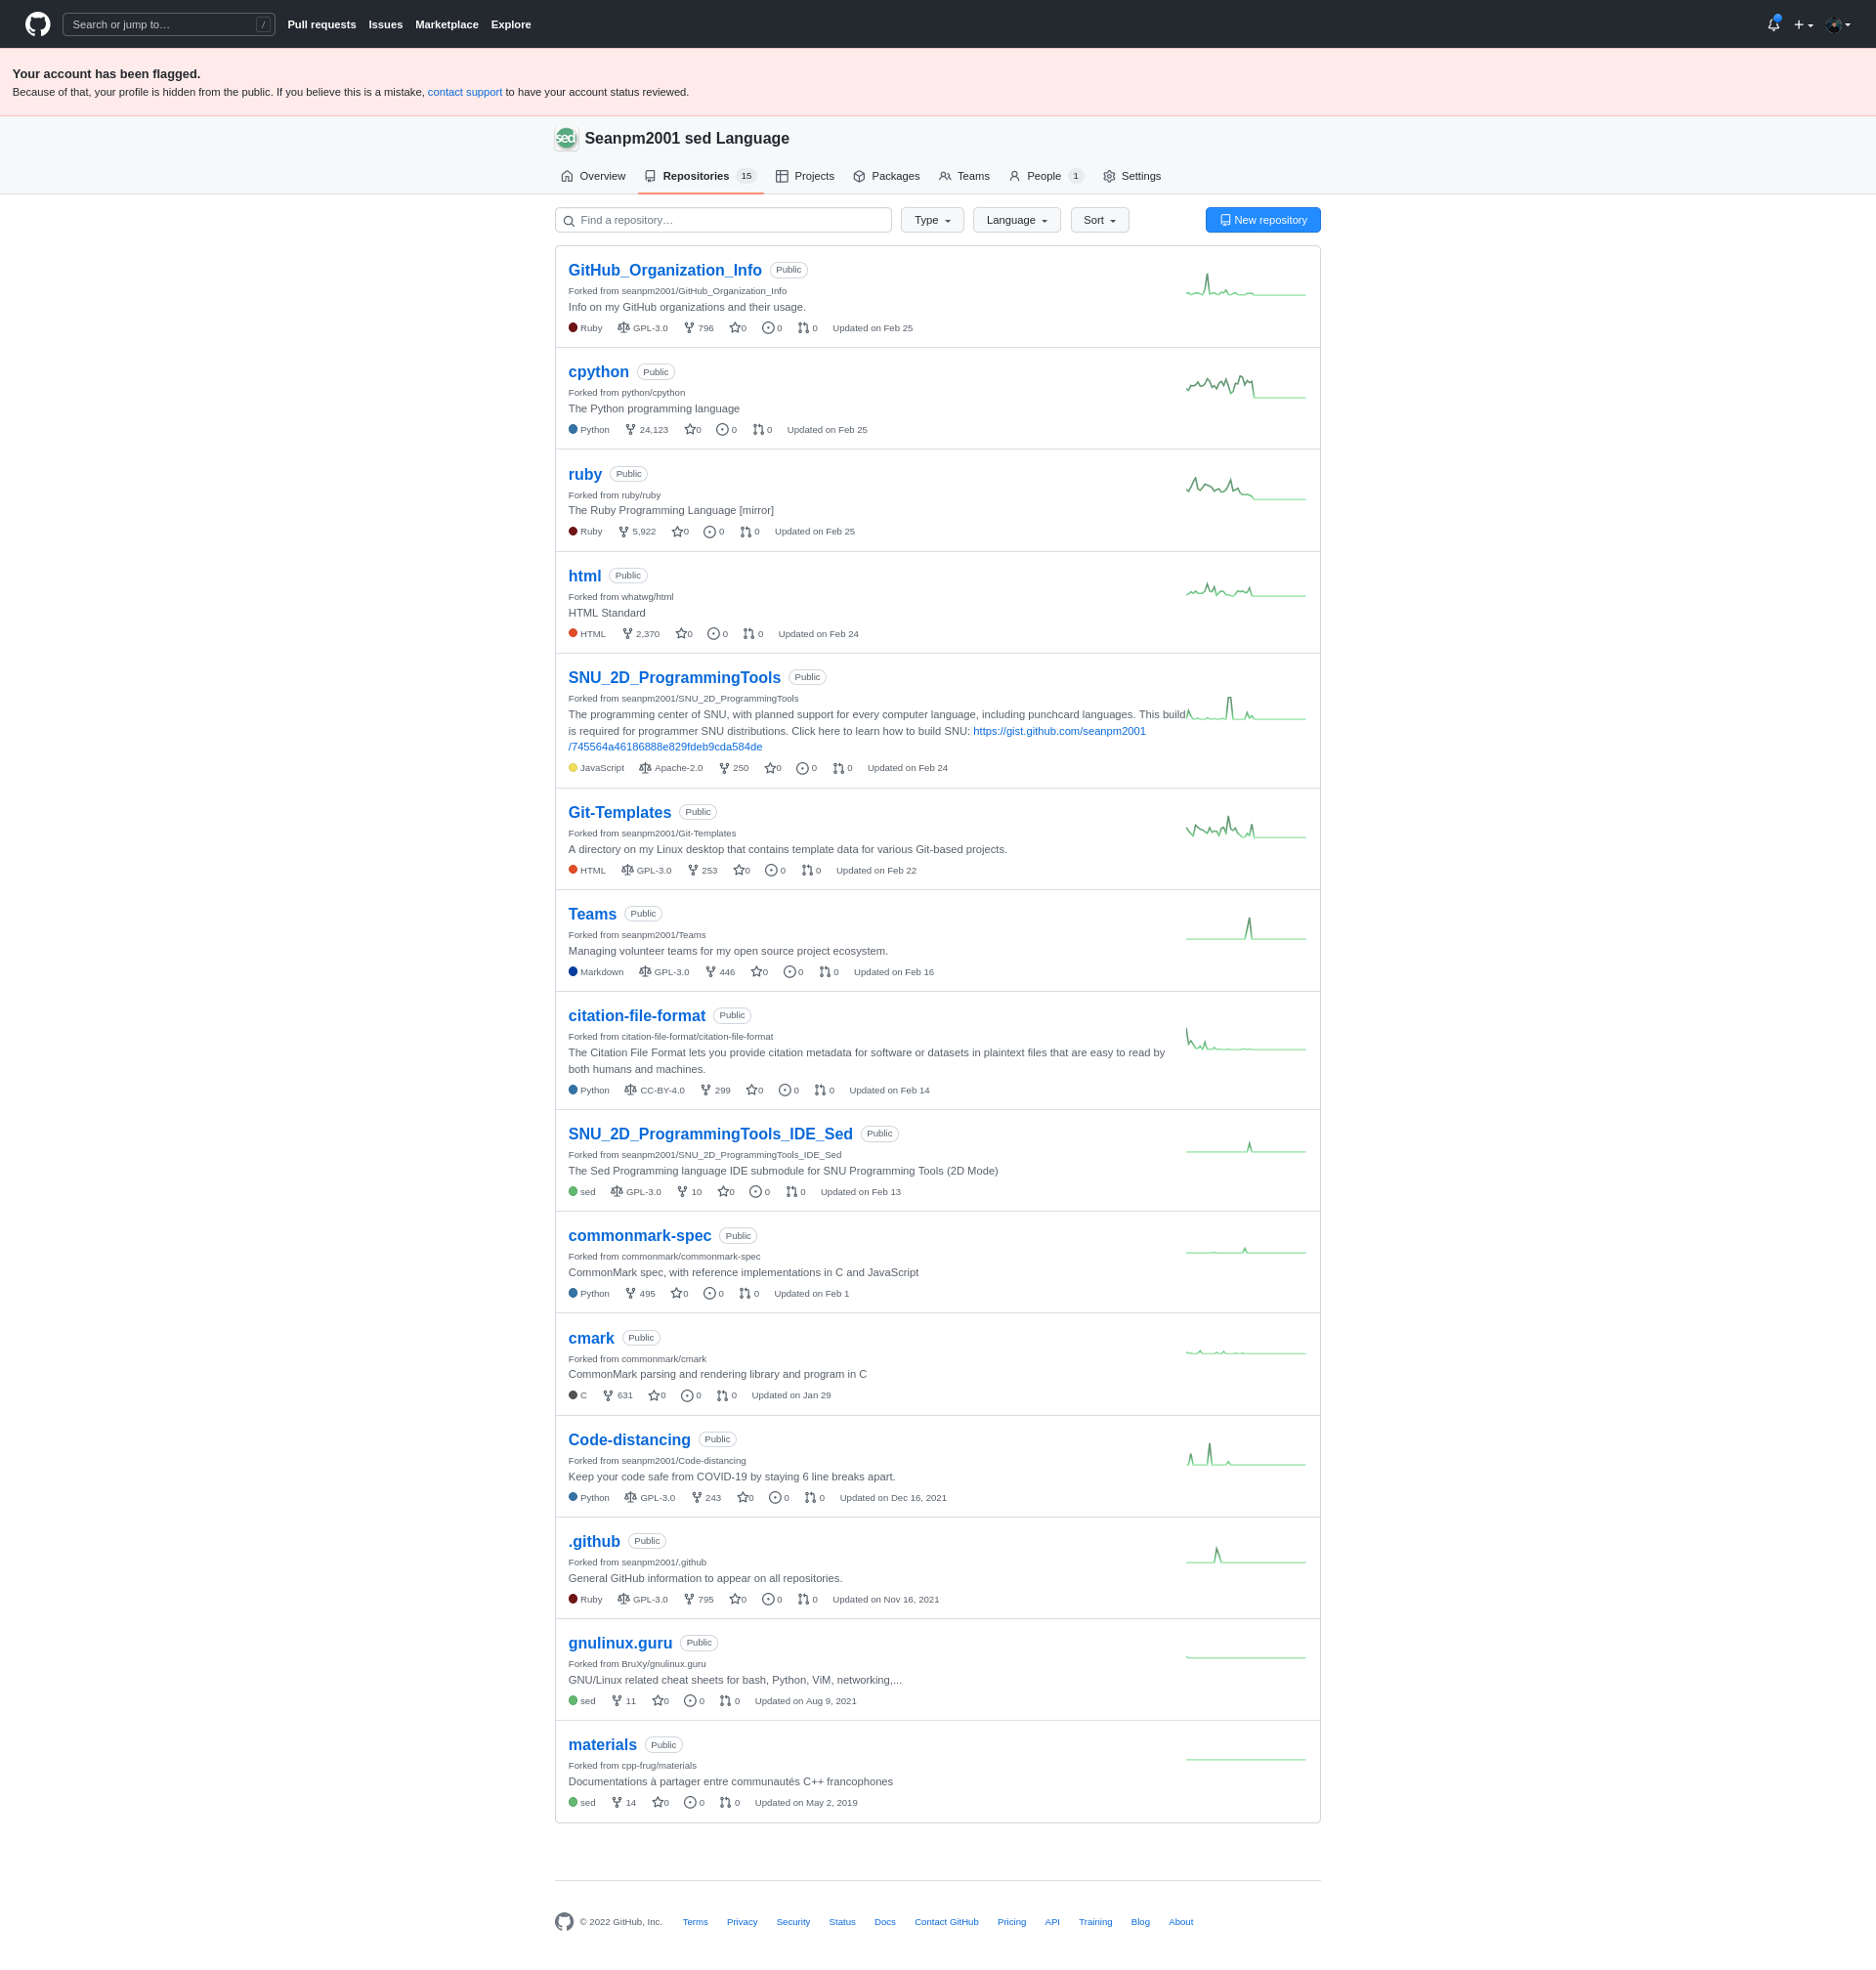 Search or jump to… /
Pull requests Issues Marketplace Explore
Your account has been flagged.
Because of that, your profile is hidden from the public. If you believe this is a mistake, contact support to have your account status reviewed.
sed Seanpm2001 sed Language
Overview Repositories 15 Projects Packages Teams People 1 Settings
Find a repository… Type Language Sort New repository
GitHub_Organization_Info Public
Forked from seanpm2001/GitHub_Organization_Info
Info on my GitHub organizations and their usage.
Ruby GPL-3.0 796 0 0 0 Updated on Feb 25
cpython Public
Forked from python/cpython
The Python programming language
Python 24,123 0 0 0 Updated on Feb 25
ruby Public
Forked from ruby/ruby
The Ruby Programming Language [mirror]
Ruby 5,922 0 0 0 Updated on Feb 25
html Public
Forked from whatwg/html
HTML Standard
HTML 2,370 0 0 0 Updated on Feb 24
SNU_2D_ProgrammingTools Public
Forked from seanpm2001/SNU_2D_ProgrammingTools
The programming center of SNU, with planned support for every computer language, including punchcard languages. This build
is required for programmer SNU distributions. Click here to learn how to build SNU: https://gist.github.com/seanpm2001
/745564a46186888e829fdeb9cda584de
JavaScript Apache-2.0 250 0 0 0 Updated on Feb 24
Git-Templates Public
Forked from seanpm2001/Git-Templates
A directory on my Linux desktop that contains template data for various Git-based projects.
HTML GPL-3.0 253 0 0 0 Updated on Feb 22
Teams Public
Forked from seanpm2001/Teams
Managing volunteer teams for my open source project ecosystem.
Markdown GPL-3.0 446 0 0 0 Updated on Feb 16
citation-file-format Public
Forked from citation-file-format/citation-file-format
The Citation File Format lets you provide citation metadata for software or datasets in plaintext files that are easy to read by
both humans and machines.
Python CC-BY-4.0 299 0 0 0 Updated on Feb 14
SNU_2D_ProgrammingTools_IDE_Sed Public
Forked from seanpm2001/SNU_2D_ProgrammingTools_IDE_Sed
The Sed Programming language IDE submodule for SNU Programming Tools (2D Mode)
sed GPL-3.0 10 0 0 0 Updated on Feb 13
commonmark-spec Public
Forked from commonmark/commonmark-spec
CommonMark spec, with reference implementations in C and JavaScript
Python 495 0 0 0 Updated on Feb 1
cmark Public
Forked from commonmark/cmark
CommonMark parsing and rendering library and program in C
C 631 0 0 0 Updated on Jan 29
Code-distancing Public
Forked from seanpm2001/Code-distancing
Keep your code safe from COVID-19 by staying 6 line breaks apart.
Python GPL-3.0 243 0 0 0 Updated on Dec 16, 2021
.github Public
Forked from seanpm2001/.github
General GitHub information to appear on all repositories.
Ruby GPL-3.0 795 0 0 0 Updated on Nov 16, 2021
gnulinux.guru Public
Forked from BruXy/gnulinux.guru
GNU/Linux related cheat sheets for bash, Python, ViM, networking,...
sed 11 0 0 0 Updated on Aug 9, 2021
materials Public
Forked from cpp-frug/materials
Documentations à partager entre communautés C++ francophones
sed 14 0 0 0 Updated on May 2, 2019
© 2022 GitHub, Inc. Terms Privacy Security Status Docs Contact GitHub Pricing API Training Blog About